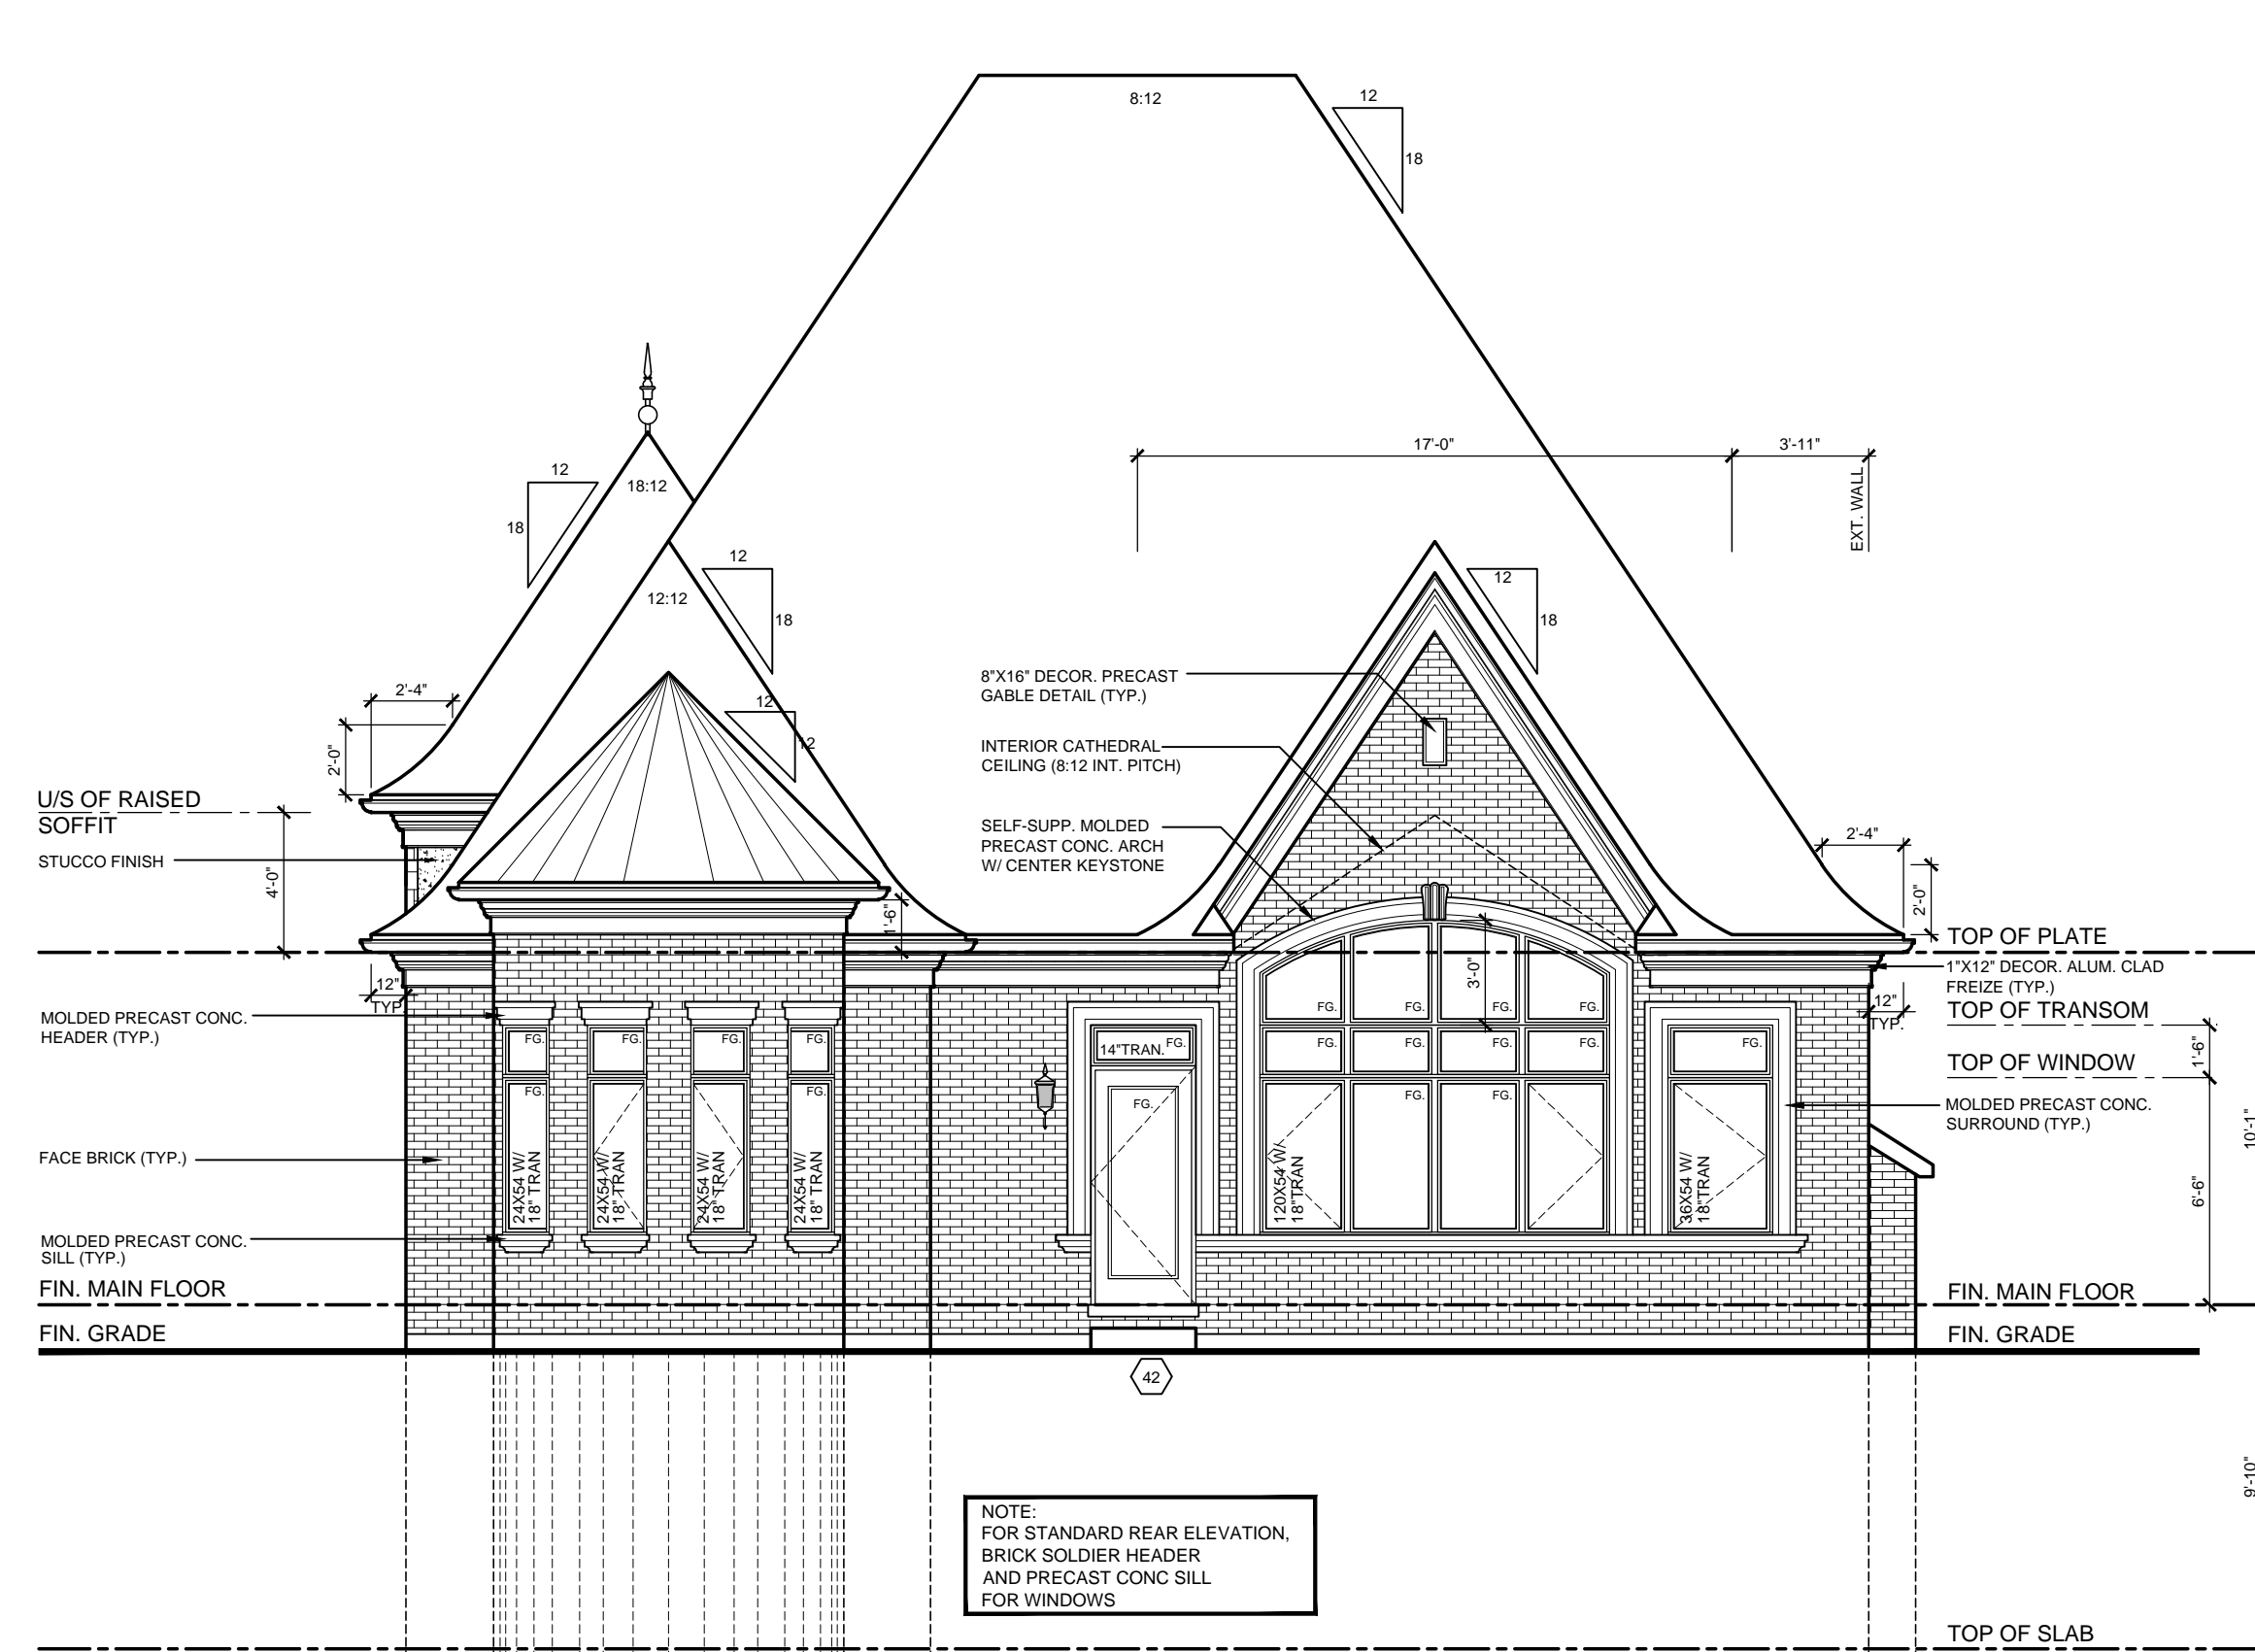 8:12
12
18
17'-0"
3'-11"
EXT. WALL
12
18:12
18
12
12:12
18
12
18
2'-4"
12
12
2'-0"
8"X16" DECOR. PRECAST
GABLE DETAIL (TYP.)
INTERIOR CATHEDRAL
CEILING (8:12 INT. PITCH)
SELF-SUPP. MOLDED
PRECAST CONC. ARCH
W/ CENTER KEYSTONE
U/S OF RAISED
SOFFIT
STUCCO FINISH
4'-0"
1'-6"
2'-4"
2'-0"
3'-0"
TOP OF PLATE
1"X12" DECOR. ALUM. CLAD
FREIZE (TYP.)
12"
TYP.
12"
TYP.
TOP OF TRANSOM
1'-6"
TOP OF WINDOW
MOLDED PRECAST CONC.
HEADER (TYP.)
FG.
FG.
FG.
FG.
FG.
FG.
14"TRAN.
FG.
FG.
FG.
FG.
FG.
FG.
FG.
FG.
FG.
FG.
FG.
FG.
FG.
FG.
MOLDED PRECAST CONC.
SURROUND (TYP.)
10'-1"
FACE BRICK (TYP.)
24X54 W/
18" TRAN
24X54 W/
18" TRAN
24X54 W/
18" TRAN
24X54 W/
18" TRAN
120X54 W/
18"TRAN
36X54 W/
18"TRAN
6'-6"
MOLDED PRECAST CONC.
SILL (TYP.)
FIN. MAIN FLOOR
FIN. MAIN FLOOR
FIN. GRADE
FIN. GRADE
42
9'-10"
NOTE:
FOR STANDARD REAR ELEVATION,
BRICK SOLDIER HEADER
AND PRECAST CONC SILL
FOR WINDOWS
TOP OF SLAB